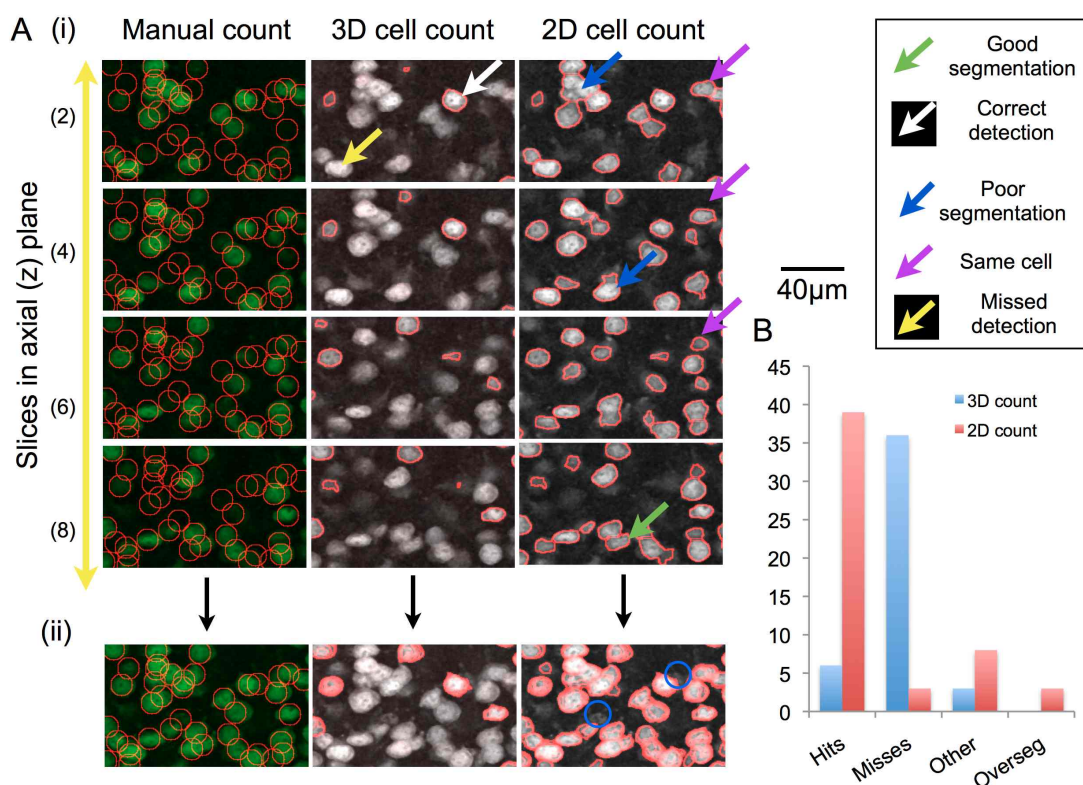 A (i) Manual count 3D cell count 2D cell count
Slices in axial (z) plane
(2)
(4)
(6)
(8)
(ii)
Good
segmentation
Correct
detection
Poor
segmentation
Same cell
Missed
detection
40µm
B
45
40
35
30
25
20
15
10
5
0
3D count
2D count
Hits
Misses
Other
Overseg